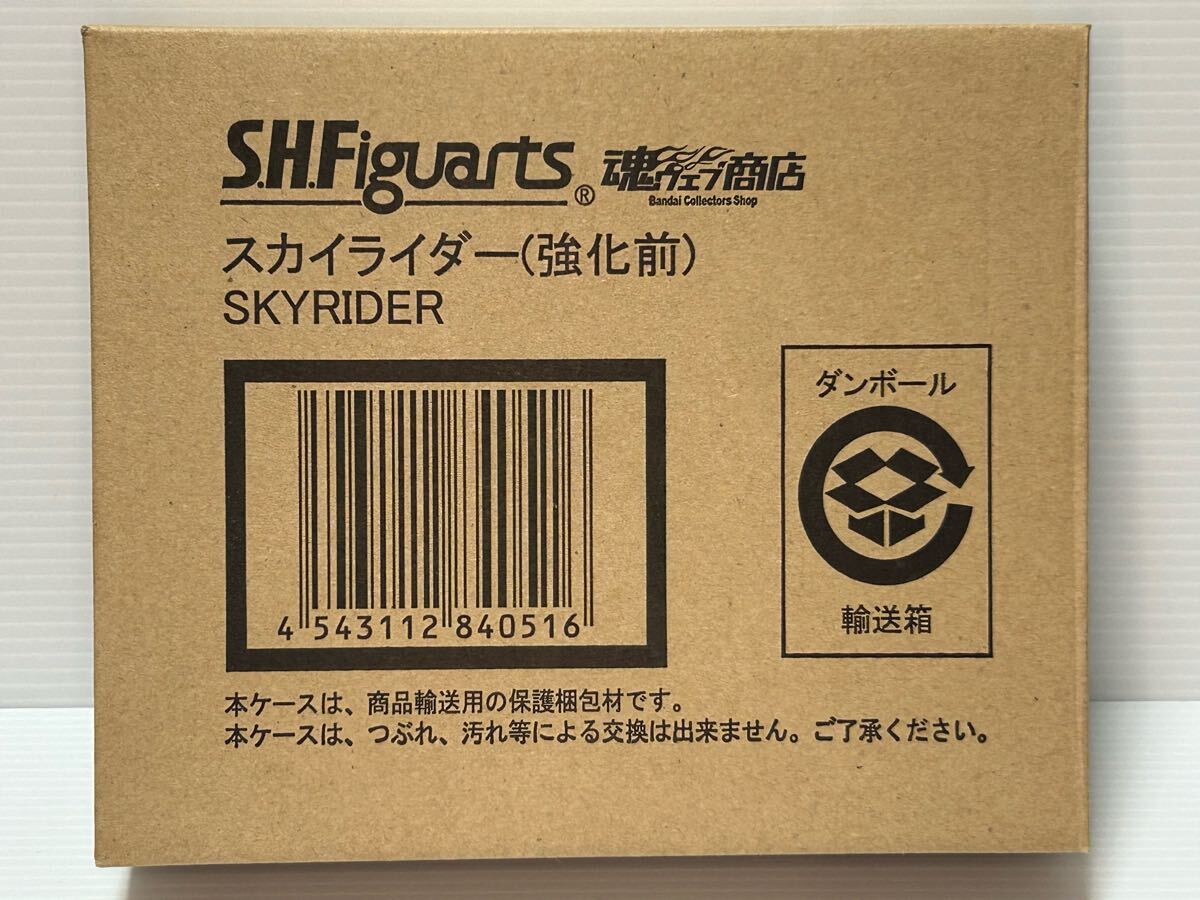 S.H.Figuarts® 魂ウェブ商店
Bandai Collectors Shop
スカイライダー(強化前)
SKYRIDER
ダンボール
輸送箱
4 543112 840516
本ケースは、商品輸送用の保護梱包材です。
本ケースは、つぶれ、汚れ等による交換は出来ません。ご了承ください。